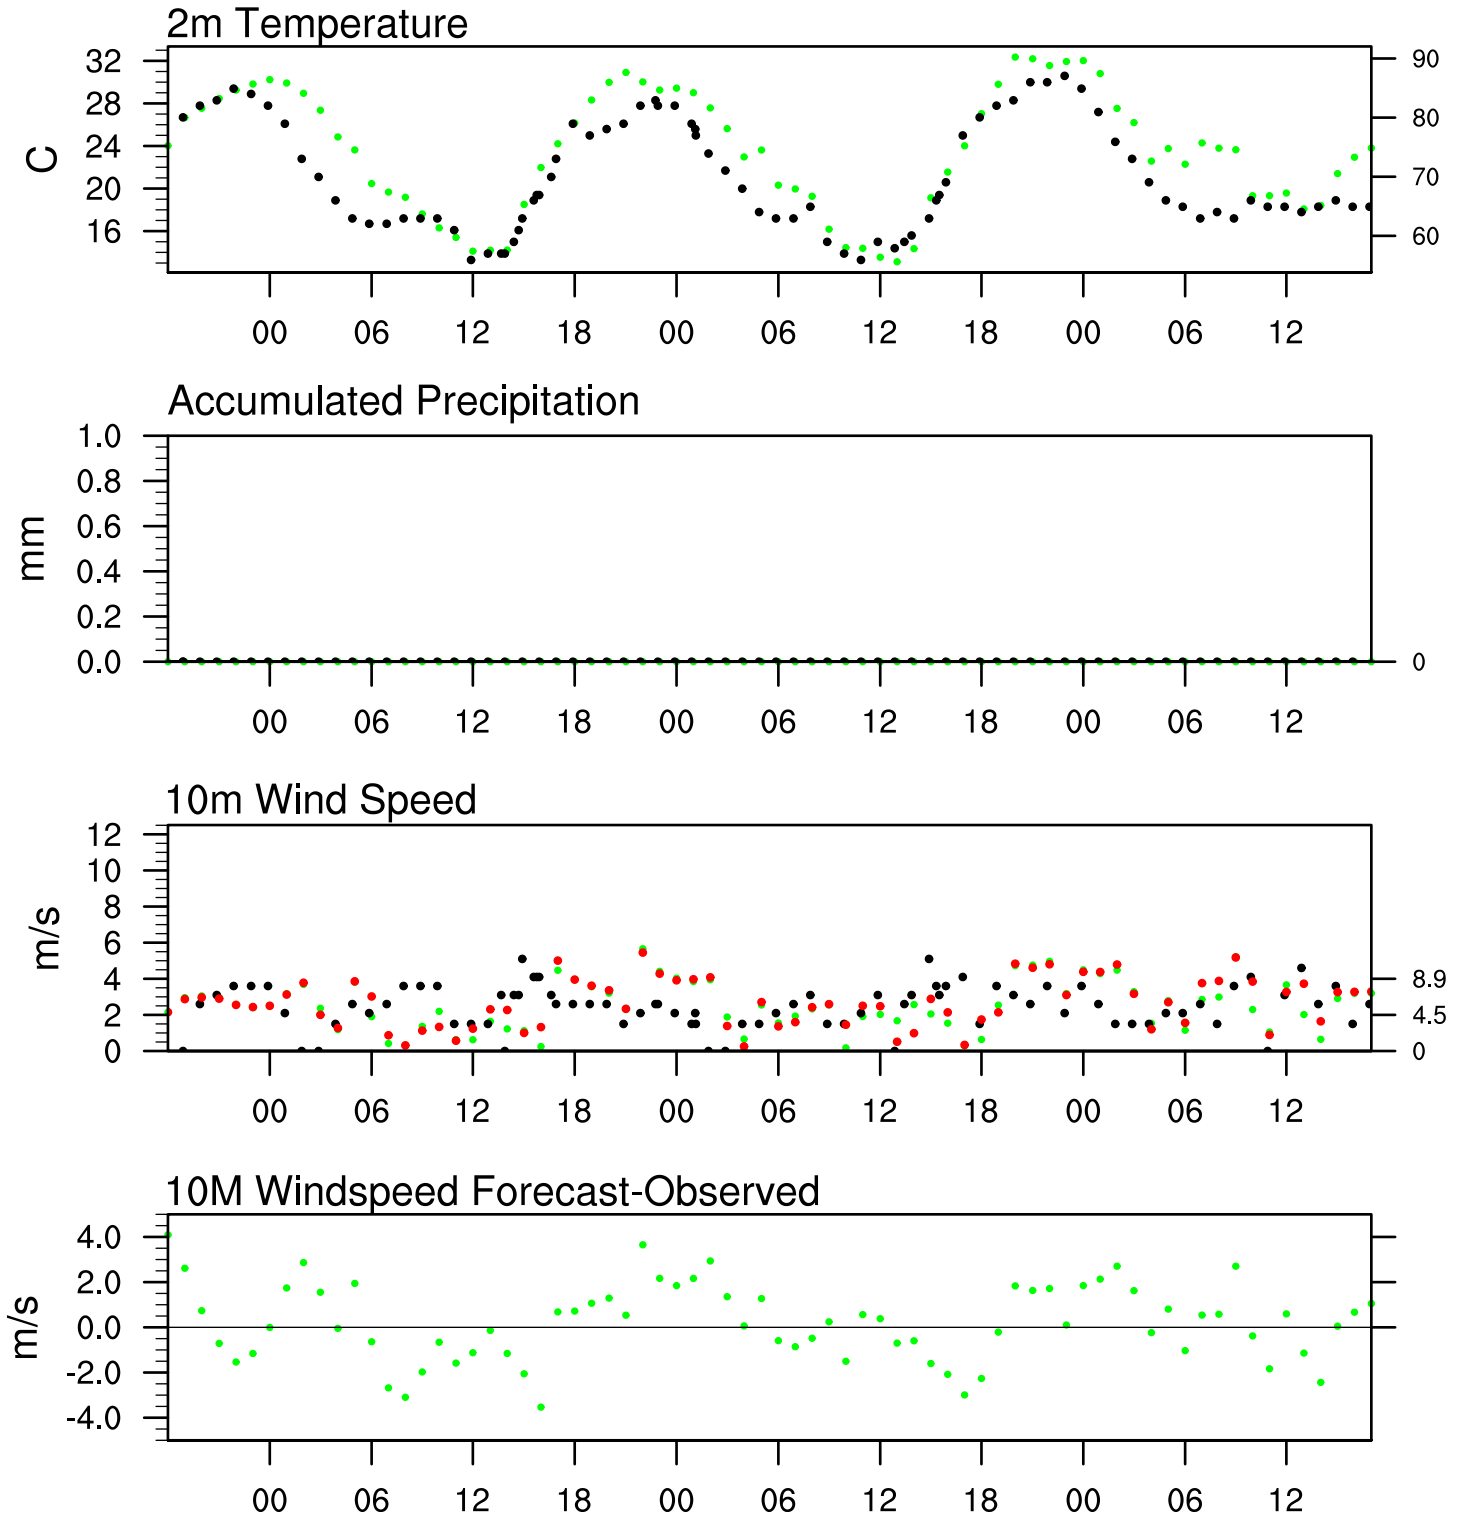 2m Temperature
32
28
24
20
16
C
90
80
70
60
00 06 12 18 00 06 12 18 00 06 12
Accumulated Precipitation
1.0
0.8
0.6
0.4
0.2
0.0
mm
0
00 06 12 18 00 06 12 18 00 06 12
10m Wind Speed
12
10
8
6
4
2
0
m/s
8.9
4.5
0
00 06 12 18 00 06 12 18 00 06 12
10M Windspeed Forecast-Observed
4.0
2.0
0.0
-2.0
-4.0
m/s
00 06 12 18 00 06 12 18 00 06 12